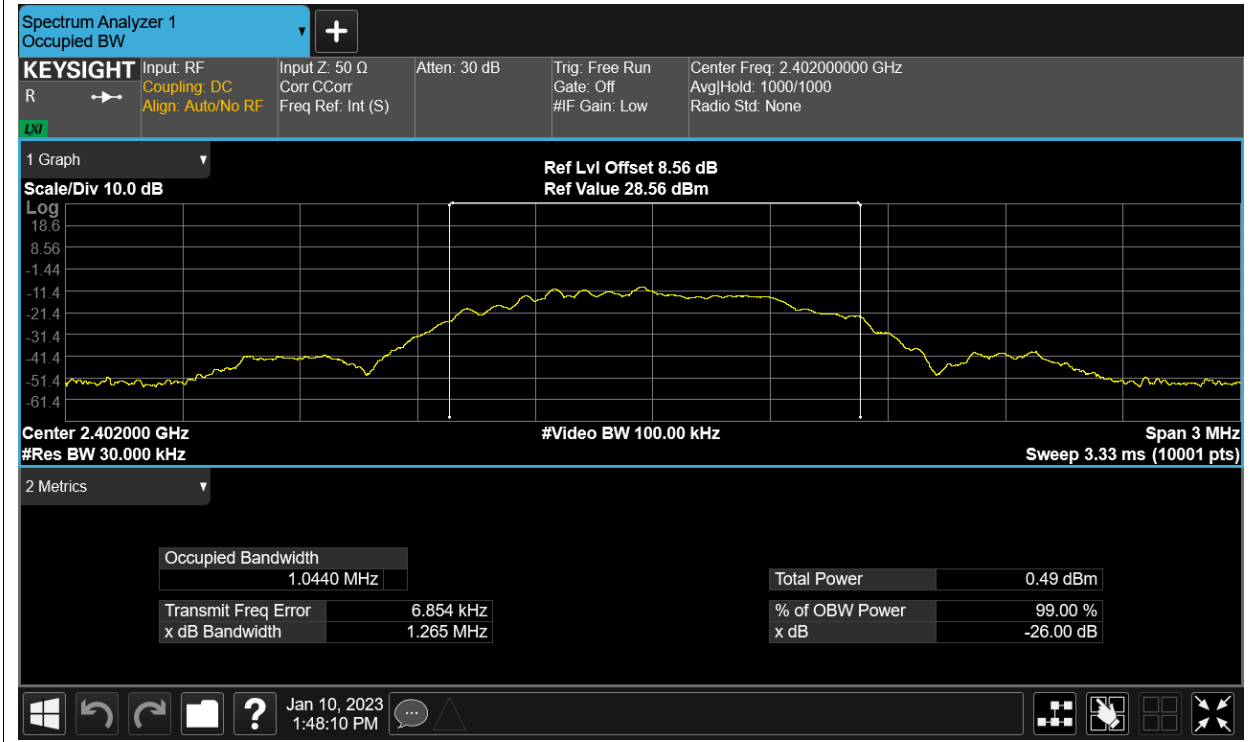 Spectrum Analyzer 1
Occupied BW
KEYSIGHT
R
LXI
Input: RF
Coupling: DC
Align: Auto/No RF
Input Z: 50 Ω
Corr CCorr
Freq Ref: Int (S)
Atten: 30 dB
Trig: Free Run
Gate: Off
#IF Gain: Low
Center Freq: 2.402000000 GHz
Avg|Hold: 1000/1000
Radio Std: None
1 Graph
Scale/Div 10.0 dB
Ref Lvl Offset 8.56 dB
Ref Value 28.56 dBm
Log
18.6
8.56
-1.44
-11.4
-21.4
-31.4
-41.4
-51.4
-61.4
Center 2.402000 GHz
#Res BW 30.000 kHz
#Video BW 100.00 kHz
Span 3 MHz
Sweep 3.33 ms (10001 pts)
2 Metrics
Occupied Bandwidth
1.0440 MHz
Transmit Freq Error 6.854 kHz
x dB Bandwidth 1.265 MHz
Total Power 0.49 dBm
% of OBW Power 99.00 %
x dB -26.00 dB
?
Jan 10, 2023
1:48:10 PM